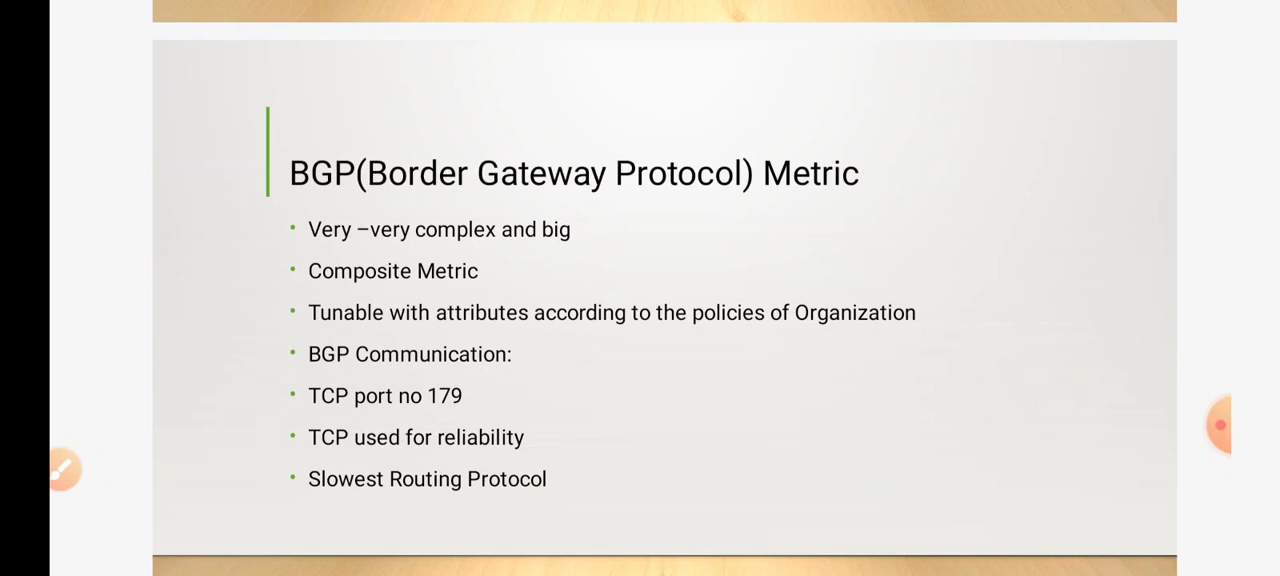 BGP(Border Gateway Protocol) Metric
• Very –very complex and big
• Composite Metric
• Tunable with attributes according to the policies of Organization
• BGP Communication:
• TCP port no 179
• TCP used for reliability
• Slowest Routing Protocol